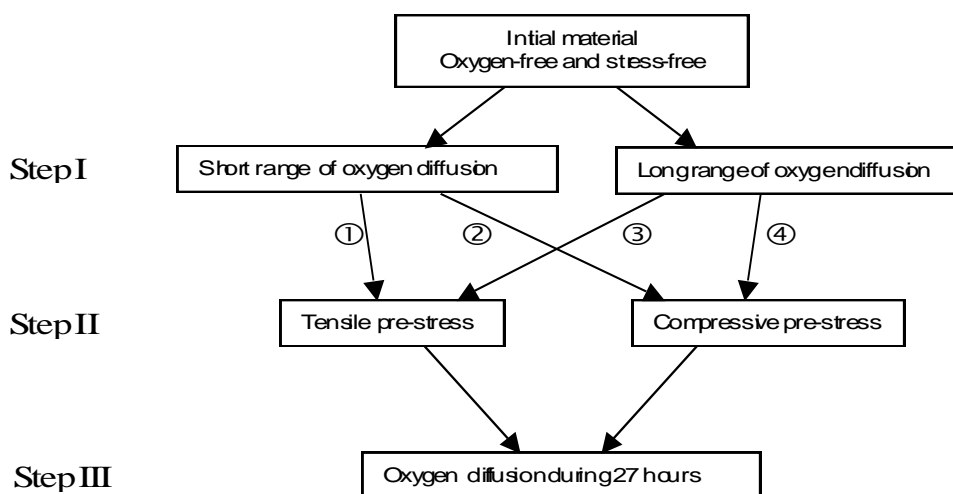 Intial material
Oxygen-free and stress-free
Step I
Short range of oxygen diffusion
Long range of oxygen diffusion
① ② ③ ④
Step II
Tensile pre-stress
Compressive pre-stress
Step III
Oxygen diffusion during 27 hours